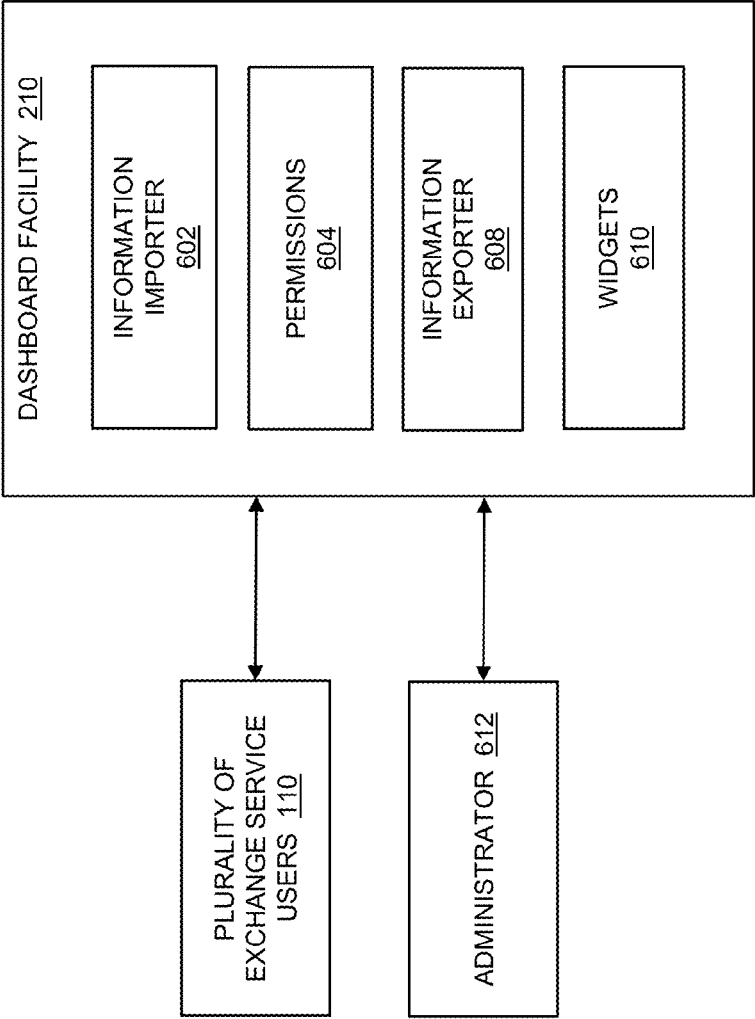 DASHBOARD FACILITY 210
INFORMATION
IMPORTER
602
PERMISSIONS
604
INFORMATION
EXPORTER
608
WIDGETS
610
PLURALITY OF
EXCHANGE SERVICE
USERS 110
ADMINISTRATOR 612